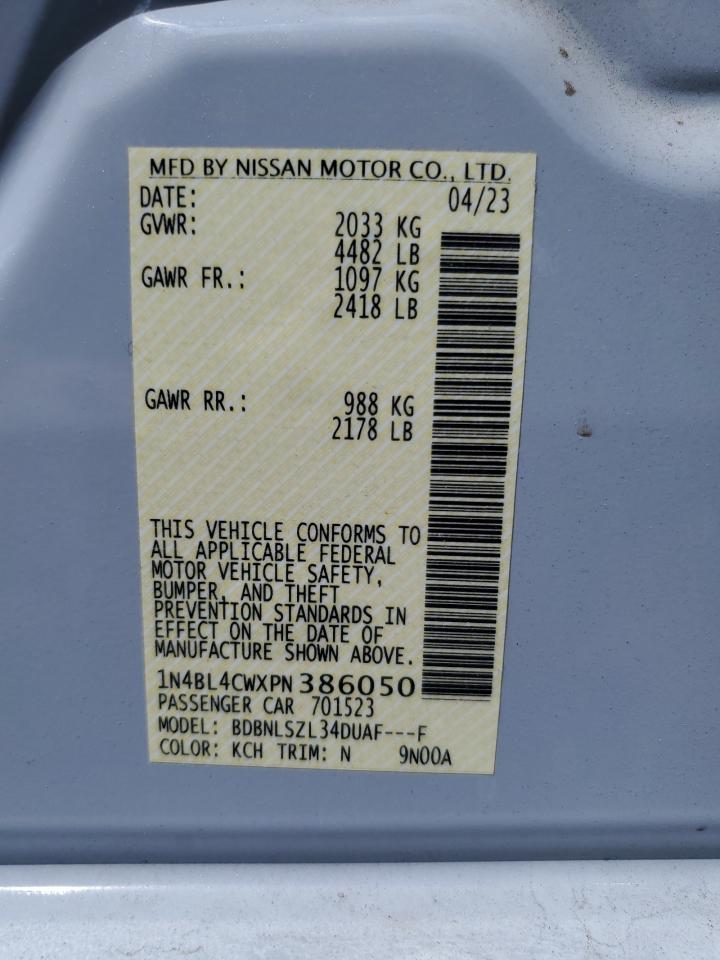 MFD BY NISSAN MOTOR CO., LTD.
DATE: 04/23
GVWR: 2033 KG
4482 LB
GAWR FR.: 1097 KG
2418 LB
GAWR RR.: 988 KG
2178 LB
THIS VEHICLE CONFORMS TO
ALL APPLICABLE FEDERAL
MOTOR VEHICLE SAFETY,
BUMPER, AND THEFT
PREVENTION STANDARDS IN
EFFECT ON THE DATE OF
MANUFACTURE SHOWN ABOVE.
1N4BL4CWXPN386050
PASSENGER CAR 701523
MODEL: BDBNLSZL34DUAF---F
COLOR: KCH TRIM: N 9N00A